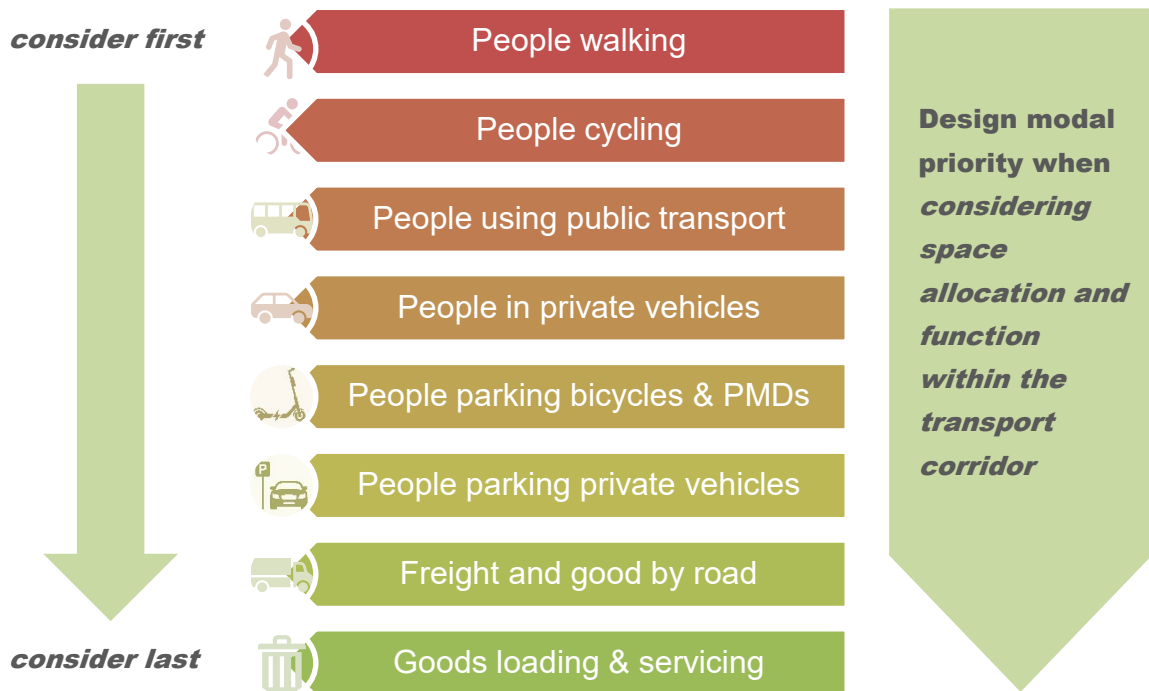 consider first
People walking
People cycling
People using public transport
People in private vehicles
People parking bicycles & PMDs
P
People parking private vehicles
Freight and good by road
Goods loading & servicing
consider last
Design modal
priority when
considering
space
allocation and
function
within the
transport
corridor